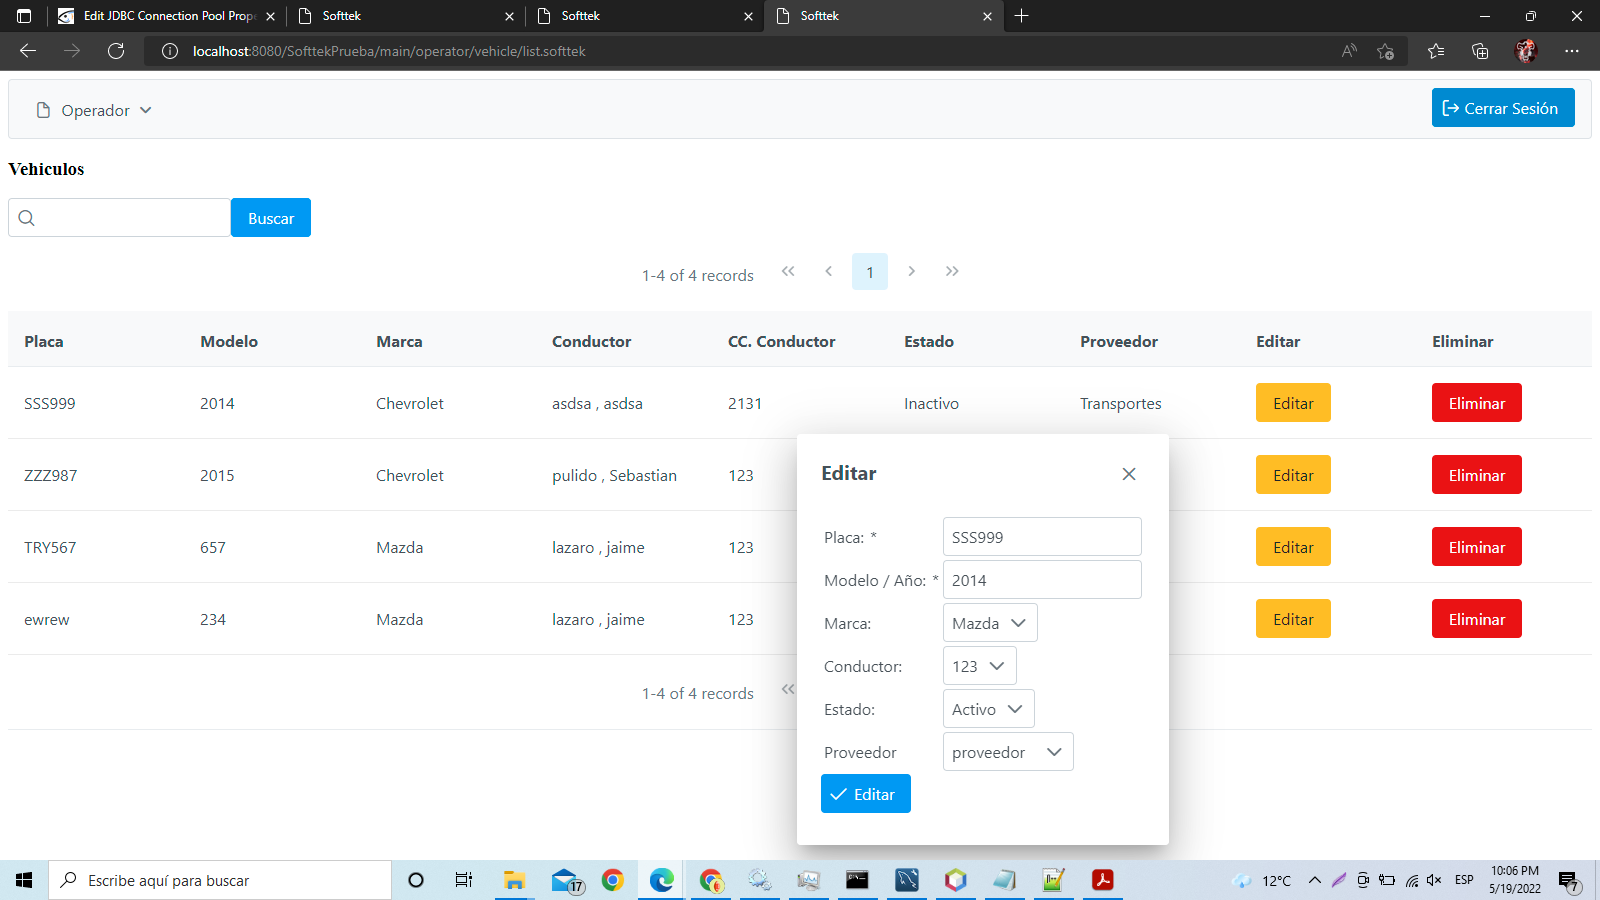 Edit JDBC Connection Pool Prope
Softtek
Softtek
Softtek
localhost:8080/SofttekPrueba/main/operator/vehicle/list.softtek
Operador
Cerrar Sesión
Vehiculos
Buscar
1-4 of 4 records
1
Placa Modelo Marca Conductor CC. Conductor Estado Proveedor Editar Eliminar
SSS999 2014 Chevrolet asdsa , asdsa 2131 Inactivo Transportes Editar Eliminar
ZZZ987 2015 Chevrolet pulido , Sebastian 123 Editar Eliminar
TRY567 657 Mazda lazaro , jaime 123 Editar Eliminar
ewrew 234 Mazda lazaro , jaime 123 Editar Eliminar
1-4 of 4 records
Editar
Placa: * SSS999
Modelo / Año: * 2014
Marca: Mazda
Conductor: 123
Estado: Activo
Proveedor proveedor
Editar
Escribe aquí para buscar
17
12°C
ESP
10:06 PM
5/19/2022
7